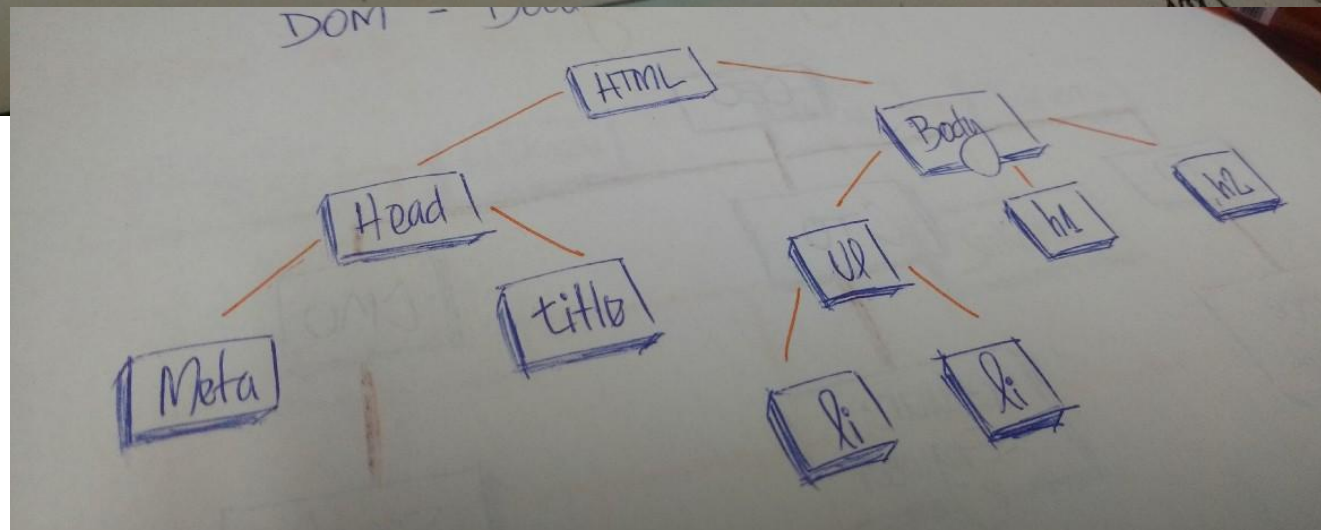 DOM =
HTML
Body
Head
h2
h1
Ul
title
Meta
li
li